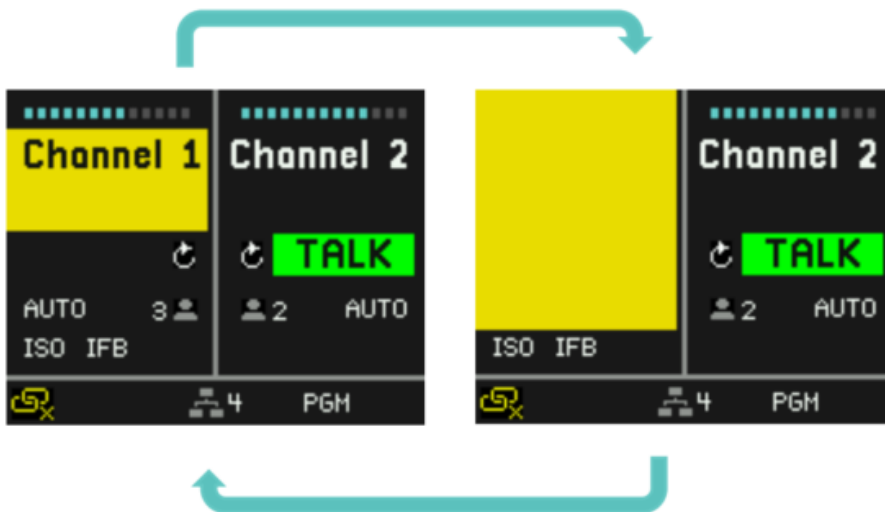 Channel 1
AUTO 3
ISO IFB
Channel 2
TALK
2 AUTO
4 PGM
Channel 2
TALK
2 AUTO
ISO IFB
4 PGM